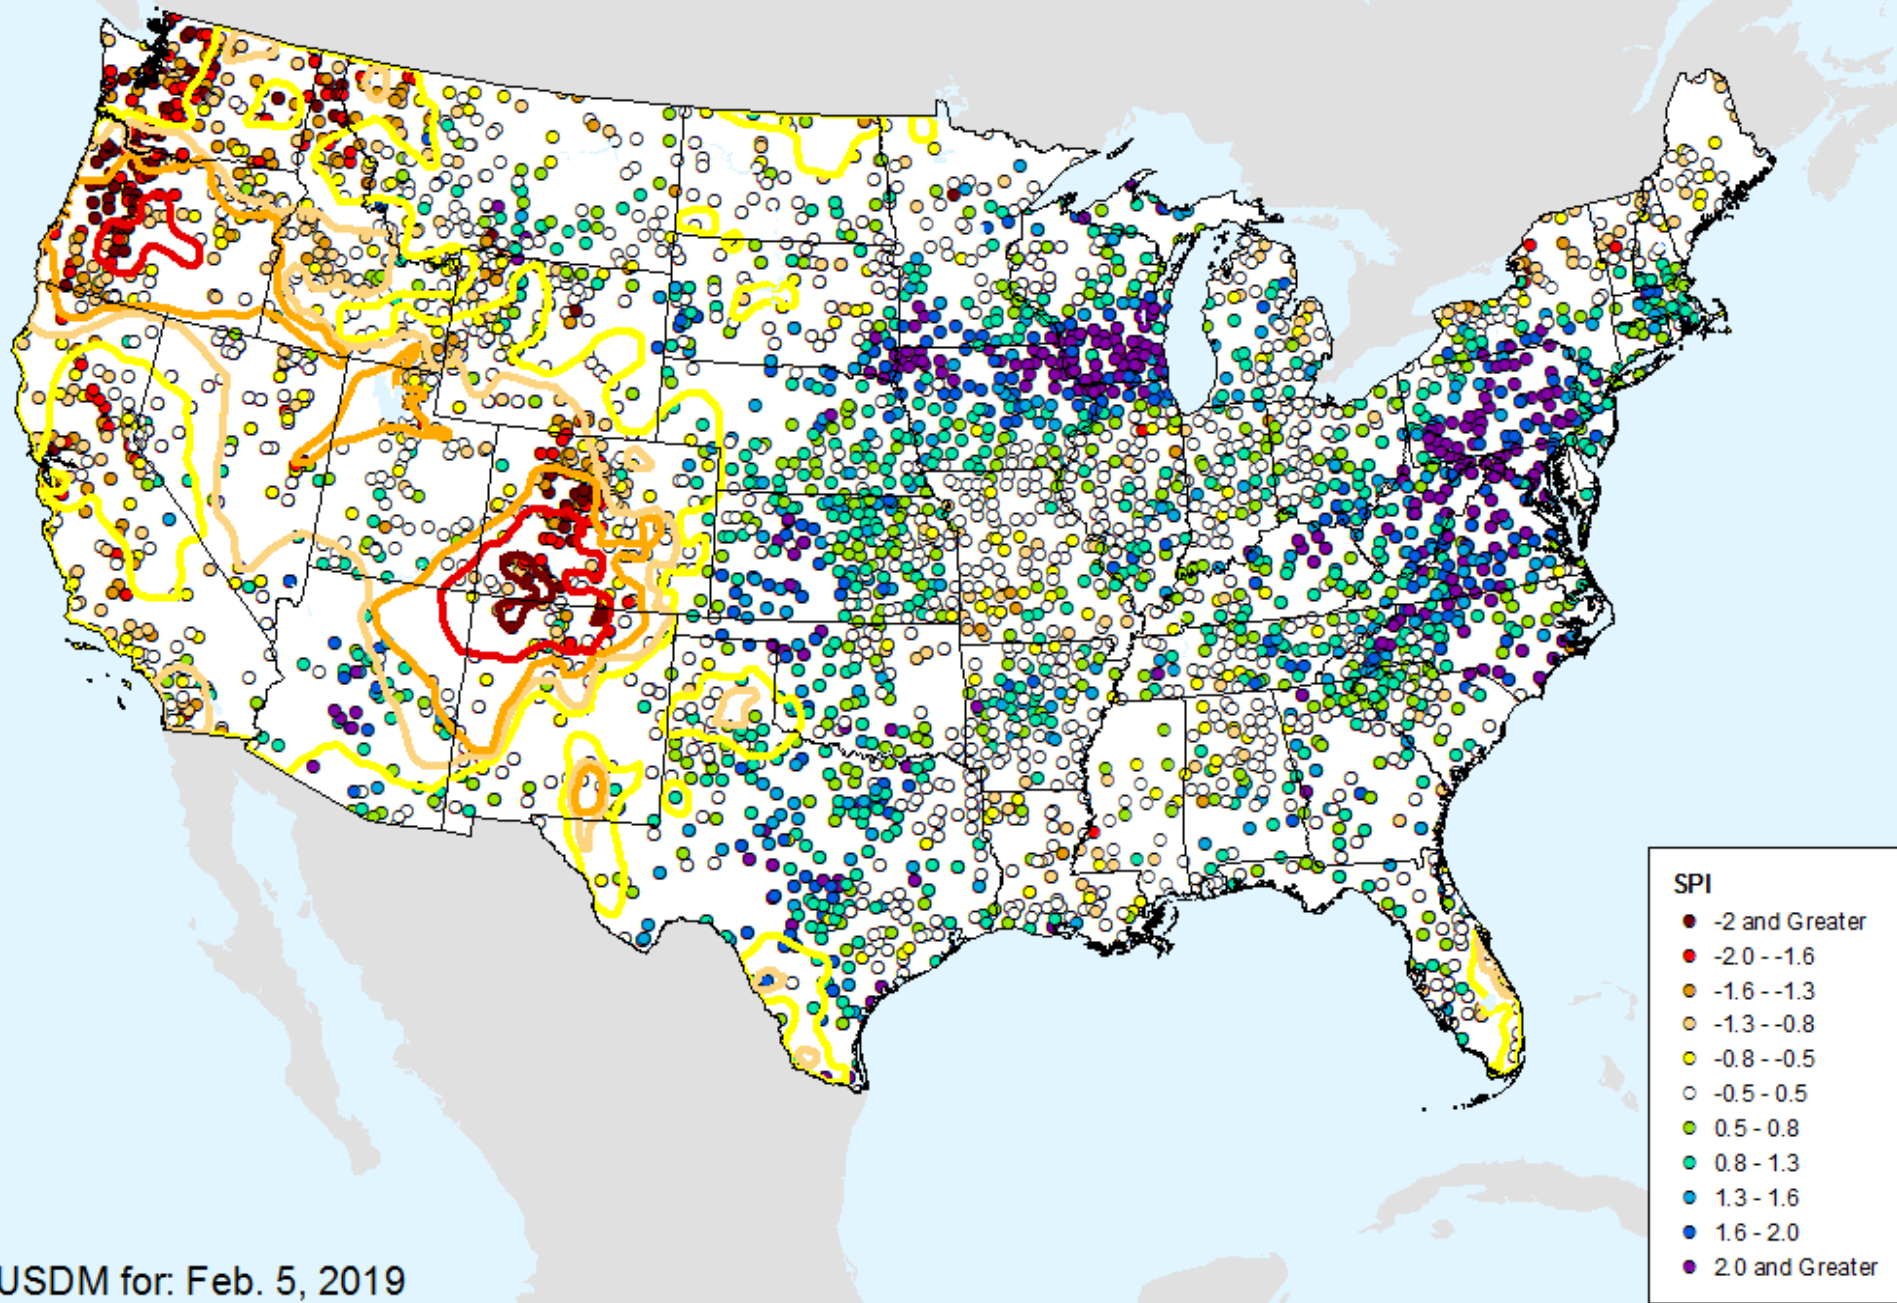 SPI
-2 and Greater
-2.0 - -1.6
-1.6 - -1.3
-1.3 - -0.8
-0.8 - -0.5
-0.5 - 0.5
0.5 - 0.8
0.8 - 1.3
1.3 - 1.6
1.6 - 2.0
2.0 and Greater
USDM for: Feb. 5, 2019